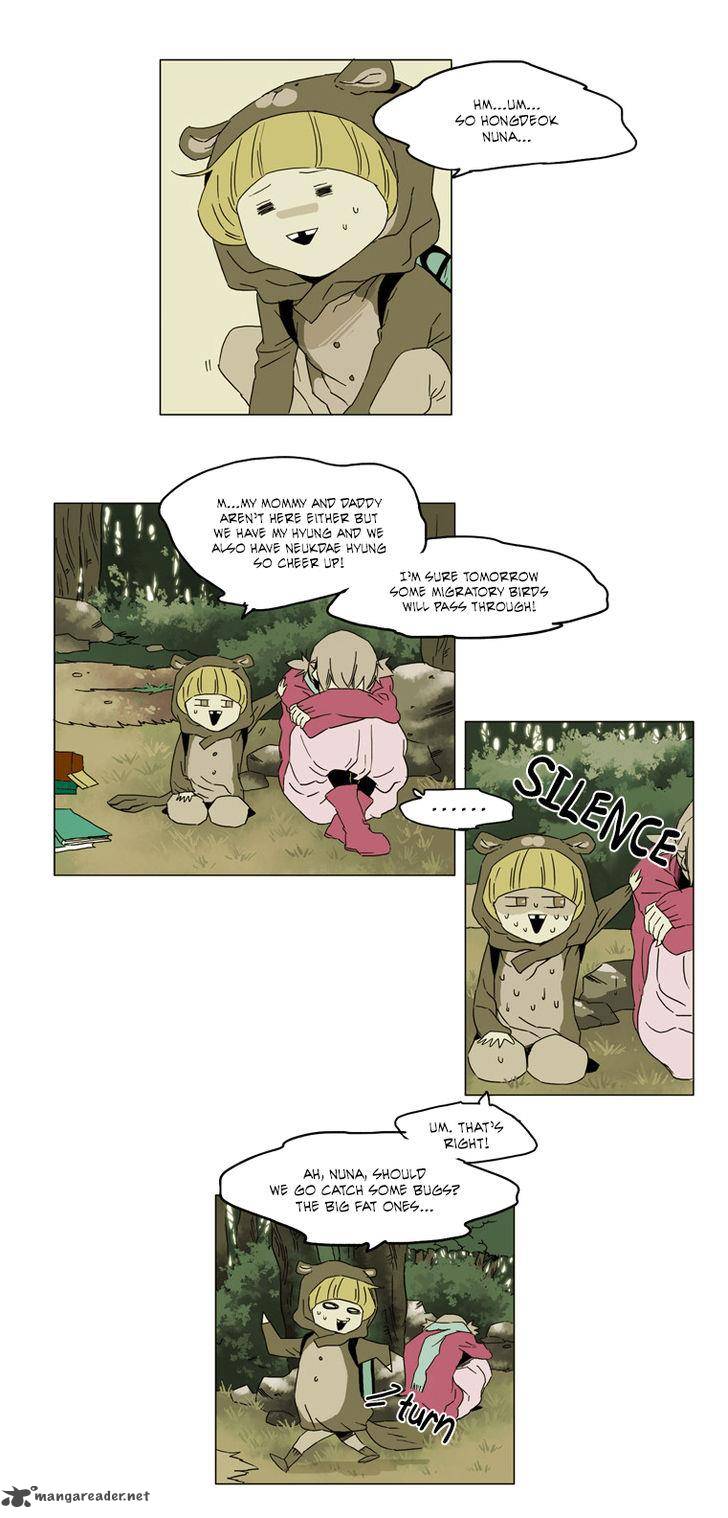 HM...UM...
SO HONGDEOK
NUNA...
M...MY MOMMY AND DADDY
AREN'T HERE EITHER BUT
WE HAVE MY HYUNG AND WE
ALSO HAVE NEUKDAE HYUNG
SO CHEER UP!
I'M SURE TOMORROW
SOME MIGRATORY BIRDS
WILL PASS THROUGH!
......
SILENCE
UM. THAT'S
RIGHT!
AH, NUNA, SHOULD
WE GO CATCH SOME BUGS?
THE BIG FAT ONES...
turn
mangareader.net